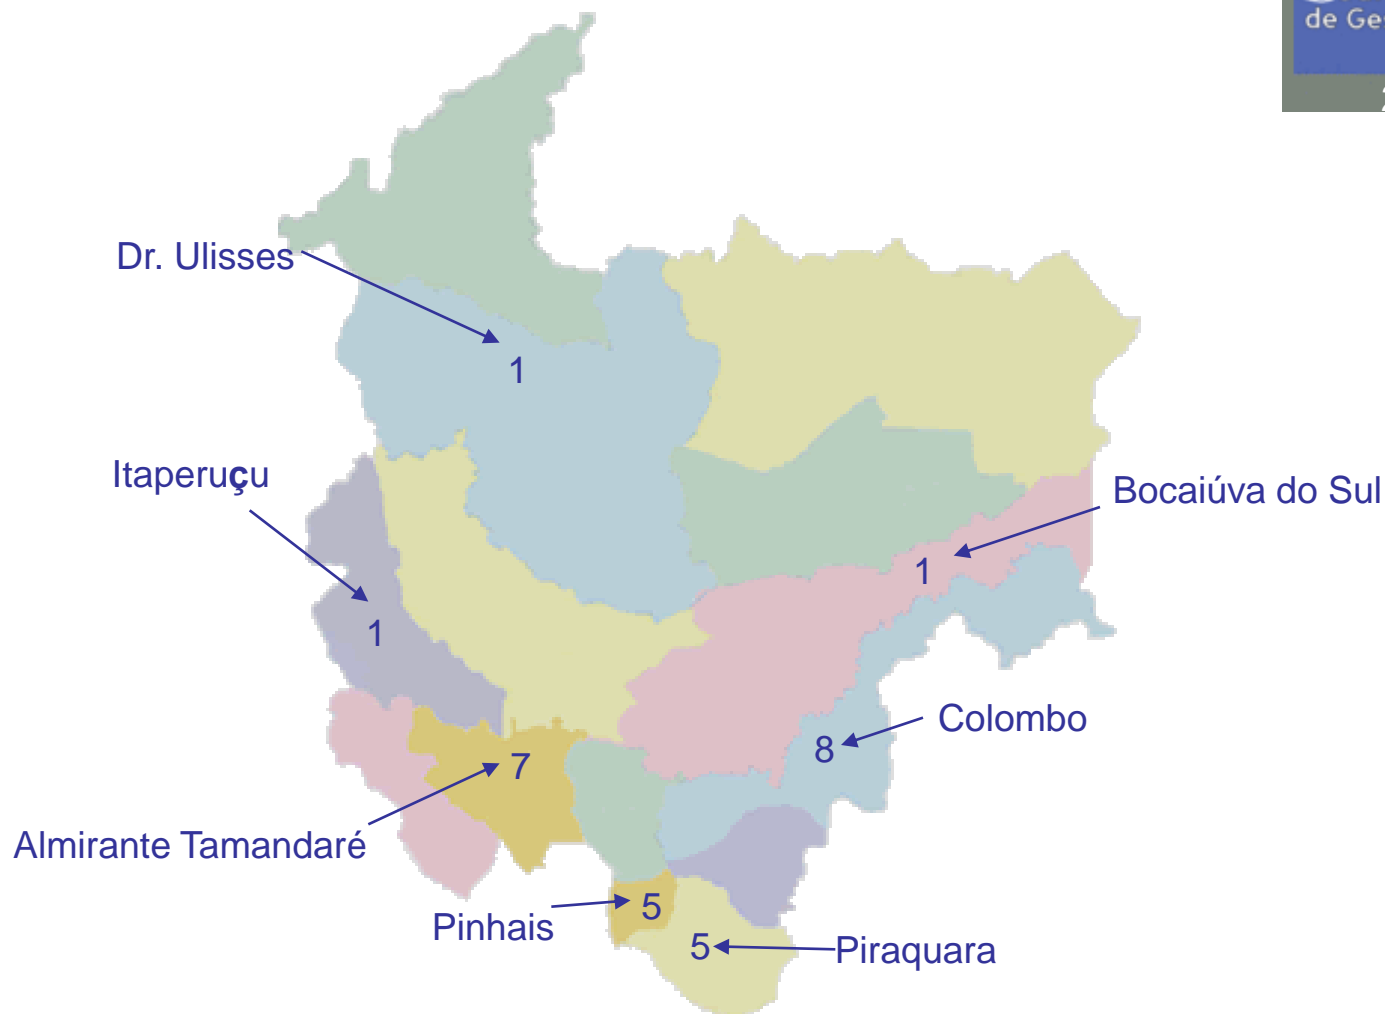 de Ge
Dr. Ulisses
1
Itaperuçu
Bocaiúva do Sul
1
1
Colombo
8
7
Almirante Tamandaré
5
Pinhais
5
Piraquara